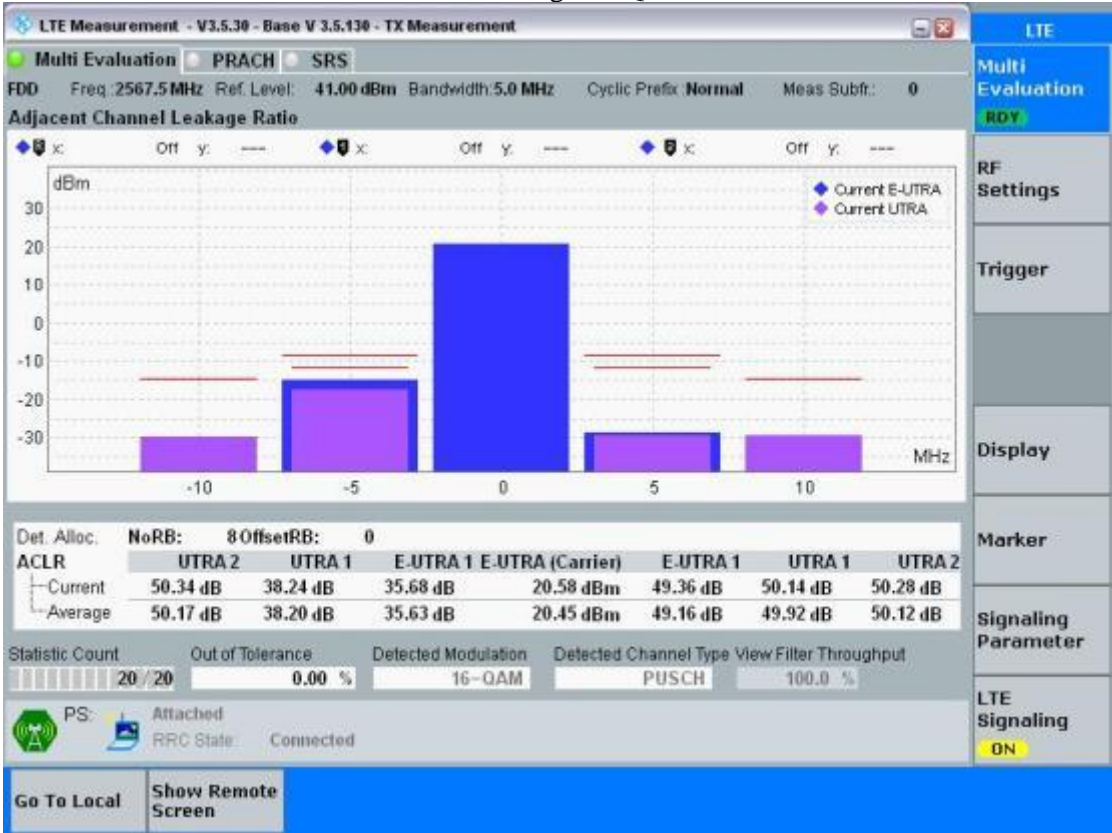 LTE Measurement - V3.5.30 - Base V 3.5.130 - TX Measurement
LTE
Multi Evaluation PRACH SRS
Multi
Evaluation
RDY
FDD Freq.:2567.5 MHz Ref. Level: 41.00 dBm Bandwidth:5.0 MHz Cyclic Prefix:Normal Meas Subfr.: 0
Adjacent Channel Leakage Ratio
x: Off y: --- x: Off y: --- x: Off y: ---
dBm
Current E-UTRA
Current UTRA
30
20
10
0
-10
-20
-30
MHz
-10 -5 0 5 10
RF
Settings
Trigger
Display
Marker
Signaling
Parameter
LTE
Signaling
ON
Det. Alloc. NoRB: 8 OffsetRB: 0
ACLR UTRA 2 UTRA 1 E-UTRA 1 E-UTRA (Carrier) E-UTRA 1 UTRA 1 UTRA 2
Current 50.34 dB 38.24 dB 35.68 dB 20.58 dBm 49.36 dB 50.14 dB 50.28 dB
Average 50.17 dB 38.20 dB 35.63 dB 20.45 dBm 49.16 dB 49.92 dB 50.12 dB
Statistic Count Out of Tolerance Detected Modulation Detected Channel Type View Filter Throughput
20 / 20 0.00 % 16-QAM PUSCH 100.0 %
PS: Attached
RRC State: Connected
Go To Local
Show Remote
Screen